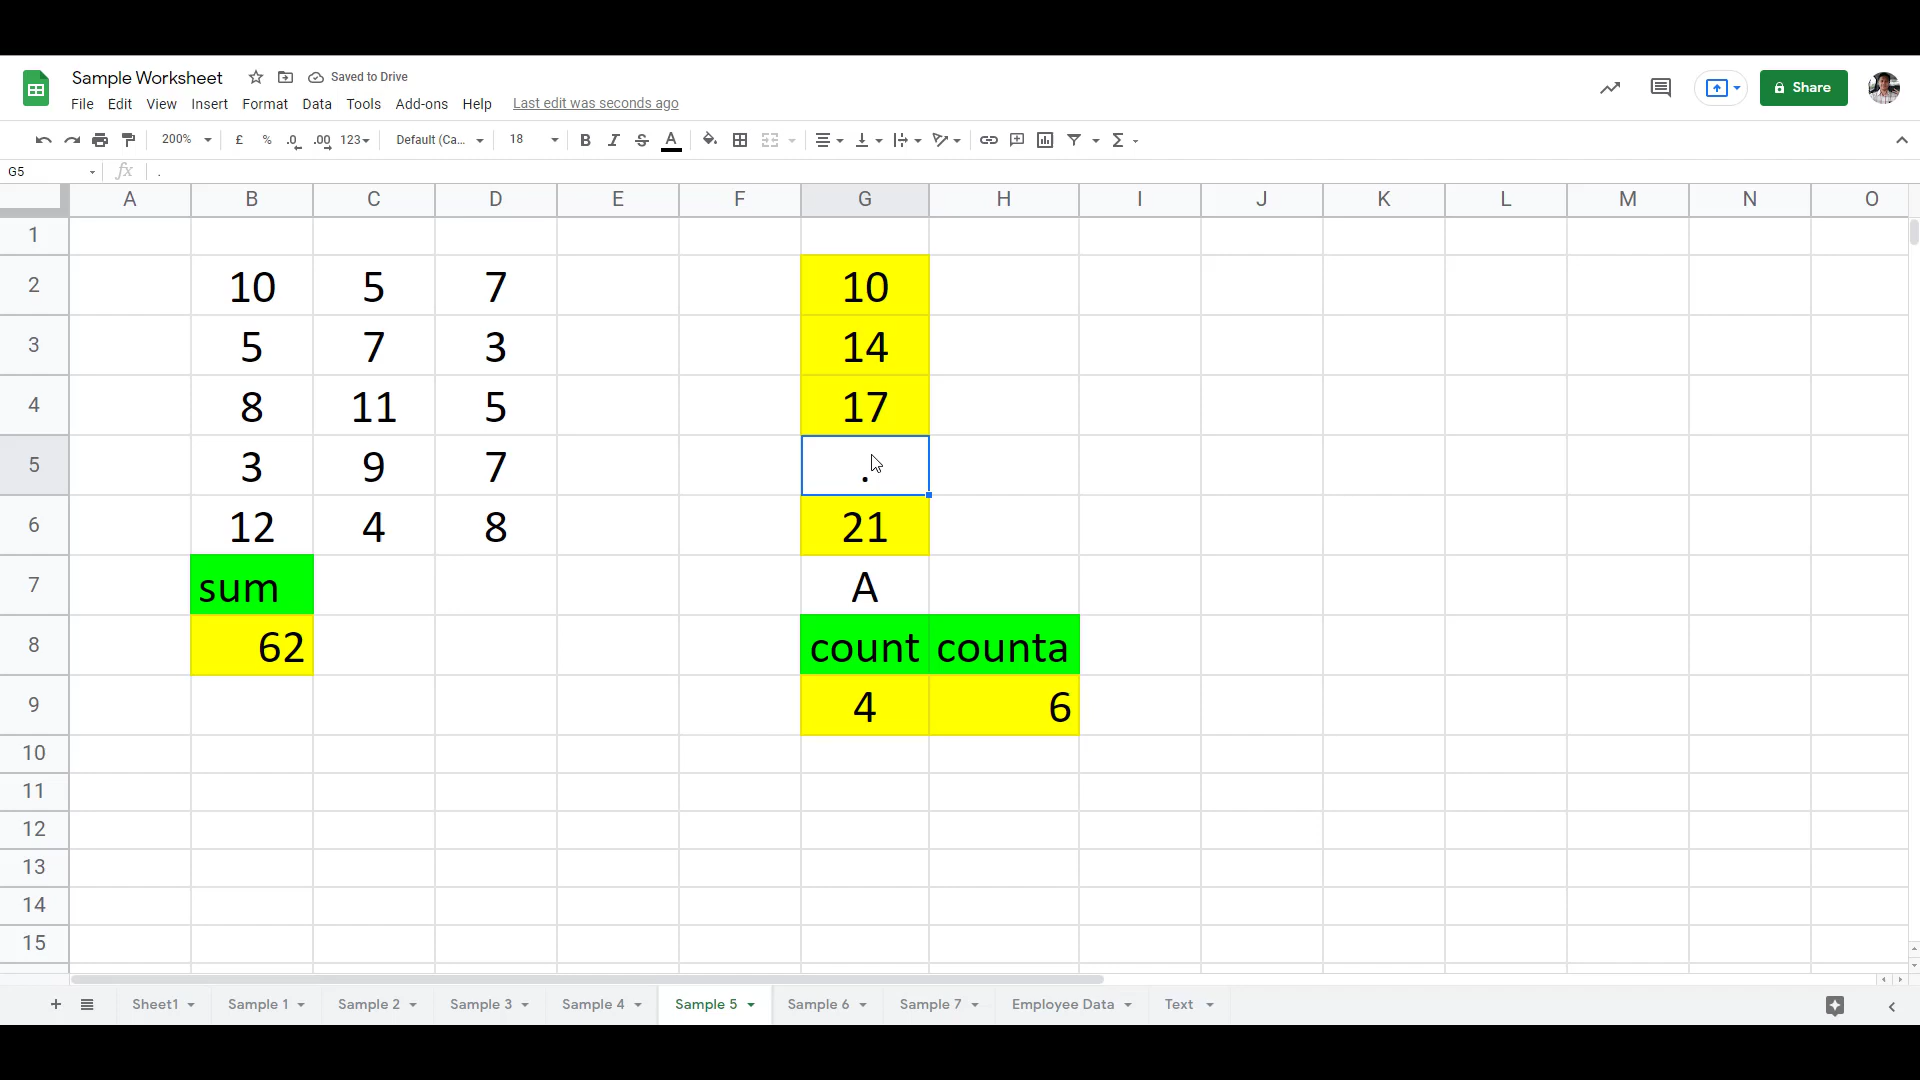 Sample Worksheet Saved to Drive
File Edit View Insert Format Data Tools Add-ons Help Last edit was seconds ago
Share
200% £ % .0 .00 123 Default (Ca... 18 B I S A Σ
G5 fx .
A B C D E F G H I J K L M N O
1
2 10 5 7 10
3 5 7 3 14
4 8 11 5 17
5 3 9 7 .
6 12 4 8 21
7 sum A
8 62 count counta
9 4 6
10
11
12
13
14
15
Sheet1 Sample 1 Sample 2 Sample 3 Sample 4 Sample 5 Sample 6 Sample 7 Employee Data Text